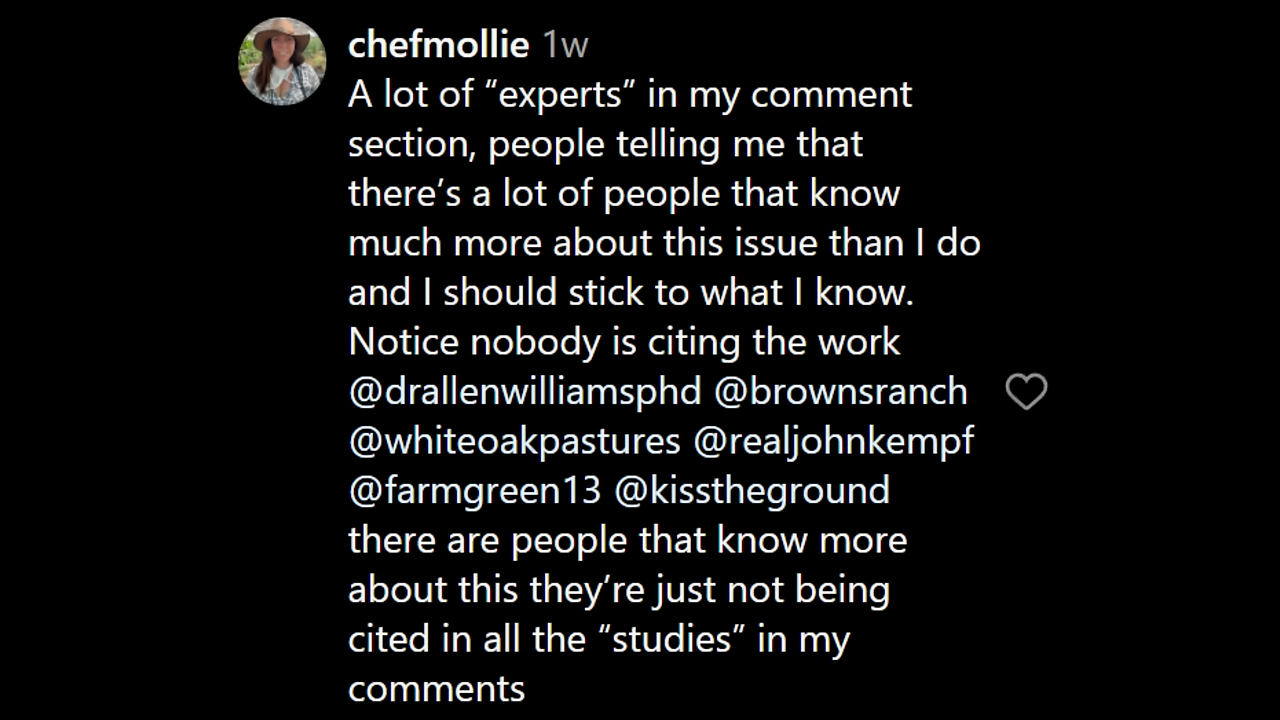 chefmollie 1w
A lot of “experts” in my comment
section, people telling me that
there’s a lot of people that know
much more about this issue than I do
and I should stick to what I know.
Notice nobody is citing the work
@drallenwilliamsphd @brownsranch
@whiteoakpastures @realjohnkempf
@farmgreen13 @kisstheground
there are people that know more
about this they’re just not being
cited in all the “studies” in my
comments